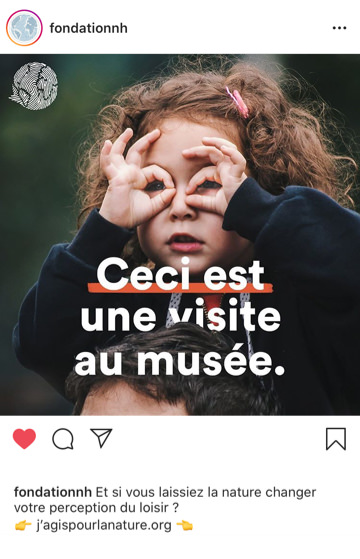 fondationnh
Ceci est
une visite
au musée.
fondationnh Et si vous laissiez la nature changer
votre perception du loisir ?
👉 j’agispourlanature.org 👈